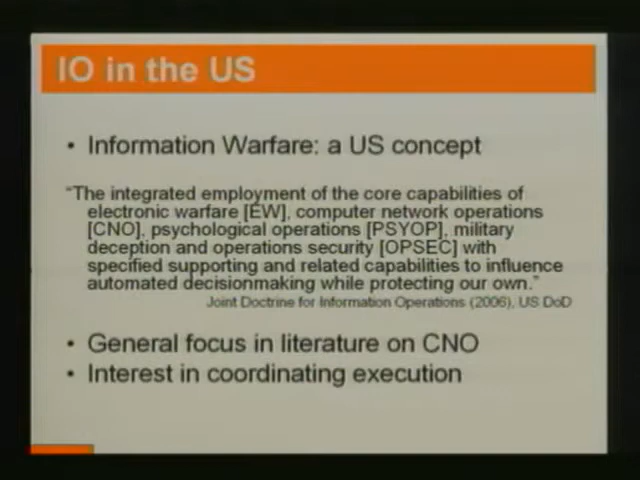 IO in the US
• Information Warfare: a US concept
“The integrated employment of the core capabilities of
electronic warfare [EW], computer network operations
[CNO], psychological operations [PSYOP], military
deception and operations security [OPSEC] with
specified supporting and related capabilities to influence
automated decisionmaking while protecting our own.”
Joint Doctrine for Information Operations (2006), US DoD
• General focus in literature on CNO
• Interest in coordinating execution